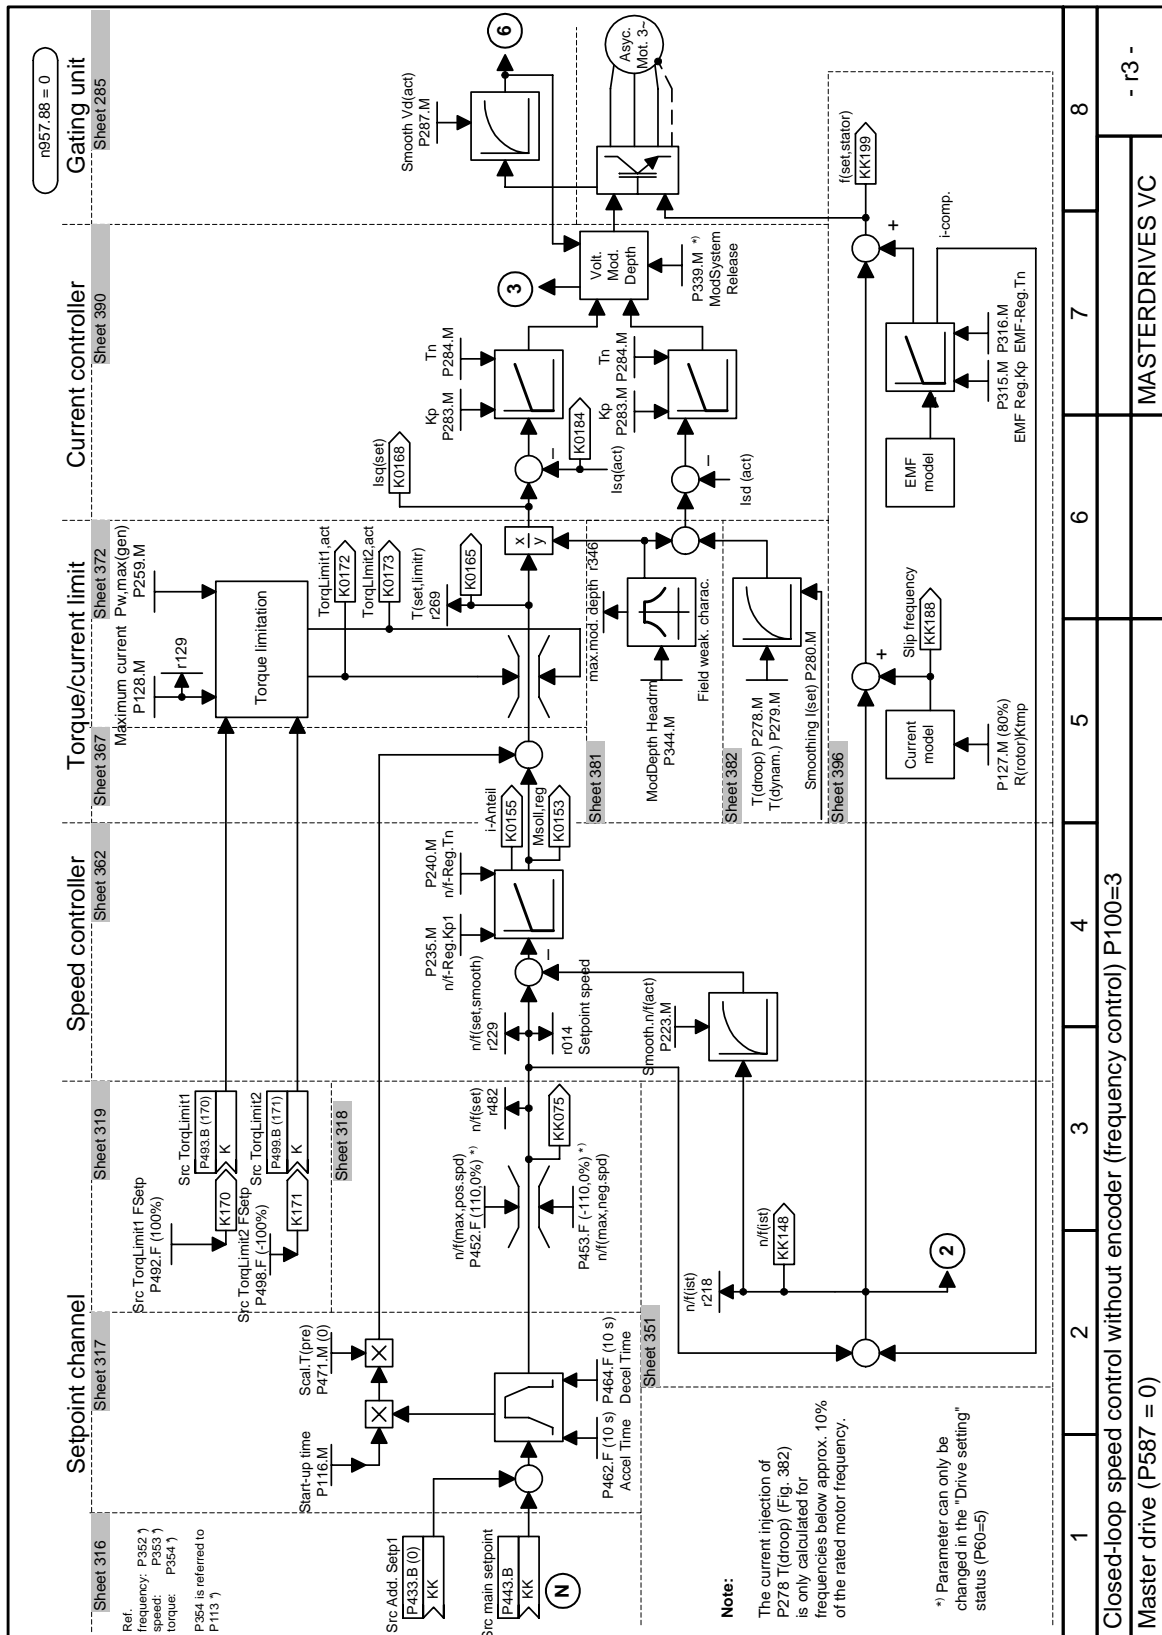 n957.88 = 0
Setpoint channel
Speed controller
Torque/current limit
Current controller
Gating unit
Sheet 316
Sheet 317
Sheet 319
Sheet 362
Sheet 367
Sheet 372
Sheet 390
Sheet 285
Ref.
frequency: P352 *)
speed: P353 *)
torque: P354 *)
P354 is referred to
P113 *)
Src Add. Setp1
P433.B (0)
KK
Src main setpoint
P443.B
KK
N
Start-up time
P116.M
Scal.T(pre)
P471.M (0)
P462.F (10 s)
Accel Time
P464.F (10 s)
Decel Time
Src TorqLimit1 FSetp
P492.F (100%)
K170
Src TorqLimit1
P493.B (170)
K
Src TorqLimit2 FSetp
P498.F (-100%)
K171
Src TorqLimit2
P499.B (171)
K
Sheet 318
n/f(max,pos.spd)
P452.F (110,0%) *)
P453.F (-110,0%) *)
n/f(max,neg.spd)
n/f(set)
r482
KK075
n/f(set,smooth)
r229
r014
Setpoint speed
P235.M
n/f-Reg.Kp1
P240.M
n/f-Reg.Tn
i-Anteil
K0155
Msoll,reg
K0153
Smooth.n/f(act)
P223.M
Maximum current
P128.M
r129
Pw,max(gen)
P259.M
Torque limitation
TorqLimit1,act
K0172
TorqLImit2,act
K0173
T(set,limitr)
r269
K0165
x
y
Isq(set)
K0168
Kp
P283.M
Tn
P284.M
K0184
Isq(act)
Kp
P283.M
Tn
P284.M
Isd (act)
3
Volt.
Mod.
Depth
P339.M *)
ModSystem
Release
Smooth Vd(act)
P287.M
6
Asyc.
Mot. 3~
Sheet 381
max.mod. depth r346
ModDepth Headrm
P344.M
Field weak. charac.
Sheet 382
T(droop) P278.M
T(dynam.) P279.M
Smoothing I(set) P280.M
Sheet 351
n/f(ist)
r218
n/f(ist)
KK148
2
Sheet 396
Current
model
P127.M (80%)
R(rotor)Ktmp
Slip frequency
KK188
+
EMF
model
P315.M
EMF Reg.Kp
P316.M
EMF-Reg.Tn
i-comp.
+
f(set,stator)
KK199
Note:
The current injection of
P278 T(droop) (Fig. 382)
is only calculated for
frequencies below approx. 10%
of the rated motor frequency.
*) Parameter can only be
changed in the "Drive setting"
status (P60=5)
1 2 3 4 5 6 7 8
Closed-loop speed control without encoder (frequency control) P100=3
Master drive (P587 = 0)
MASTERDRIVES VC
- r3 -